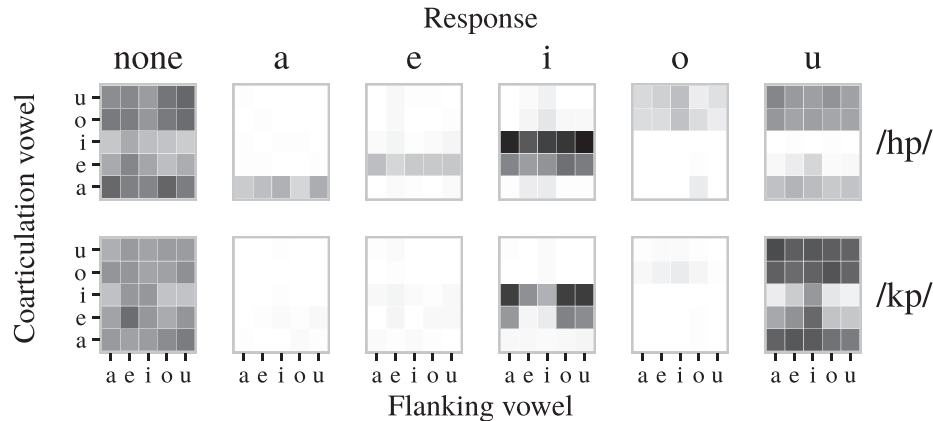 Response
none a e i o u
Coarticulation vowel
u
o
i
e
a
/hp/
u
o
i
e
a
/kp/
a e i o u a e i o u a e i o u a e i o u a e i o u a e i o u
Flanking vowel